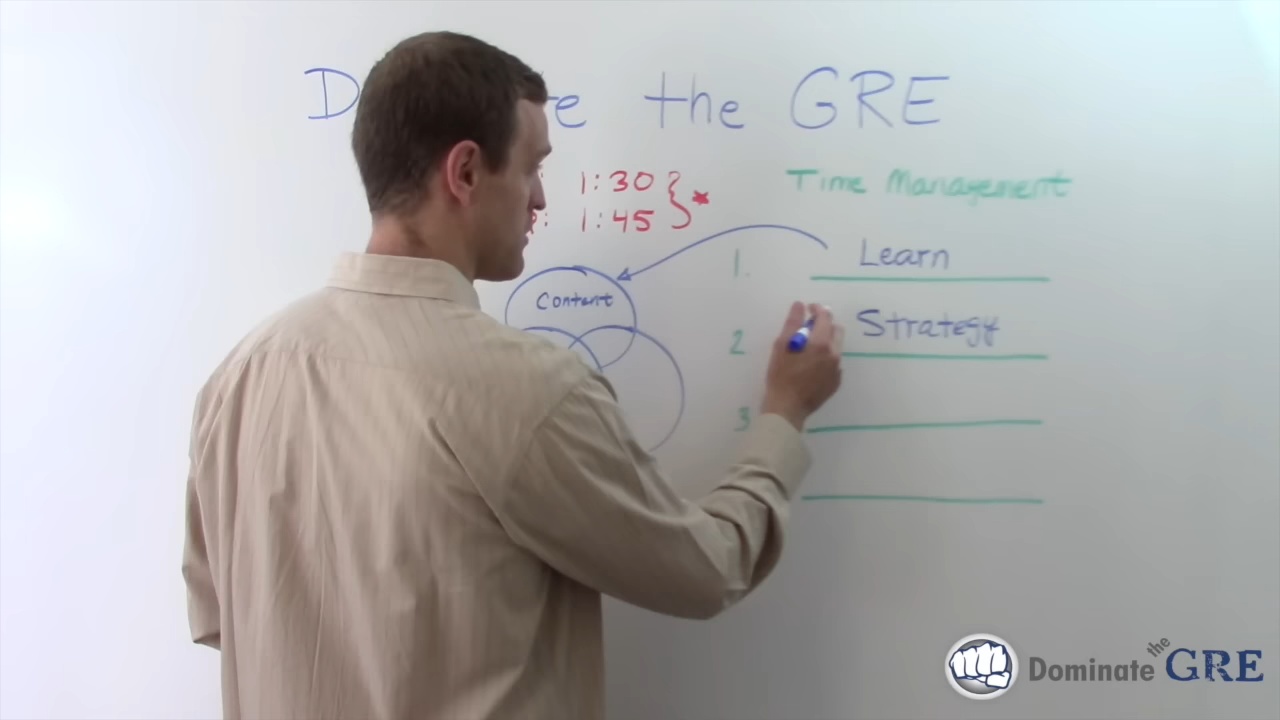 the GRE
1:30
1:45
Time Management
1. Learn
Content
2 Strategy
3
Dominate the GRE